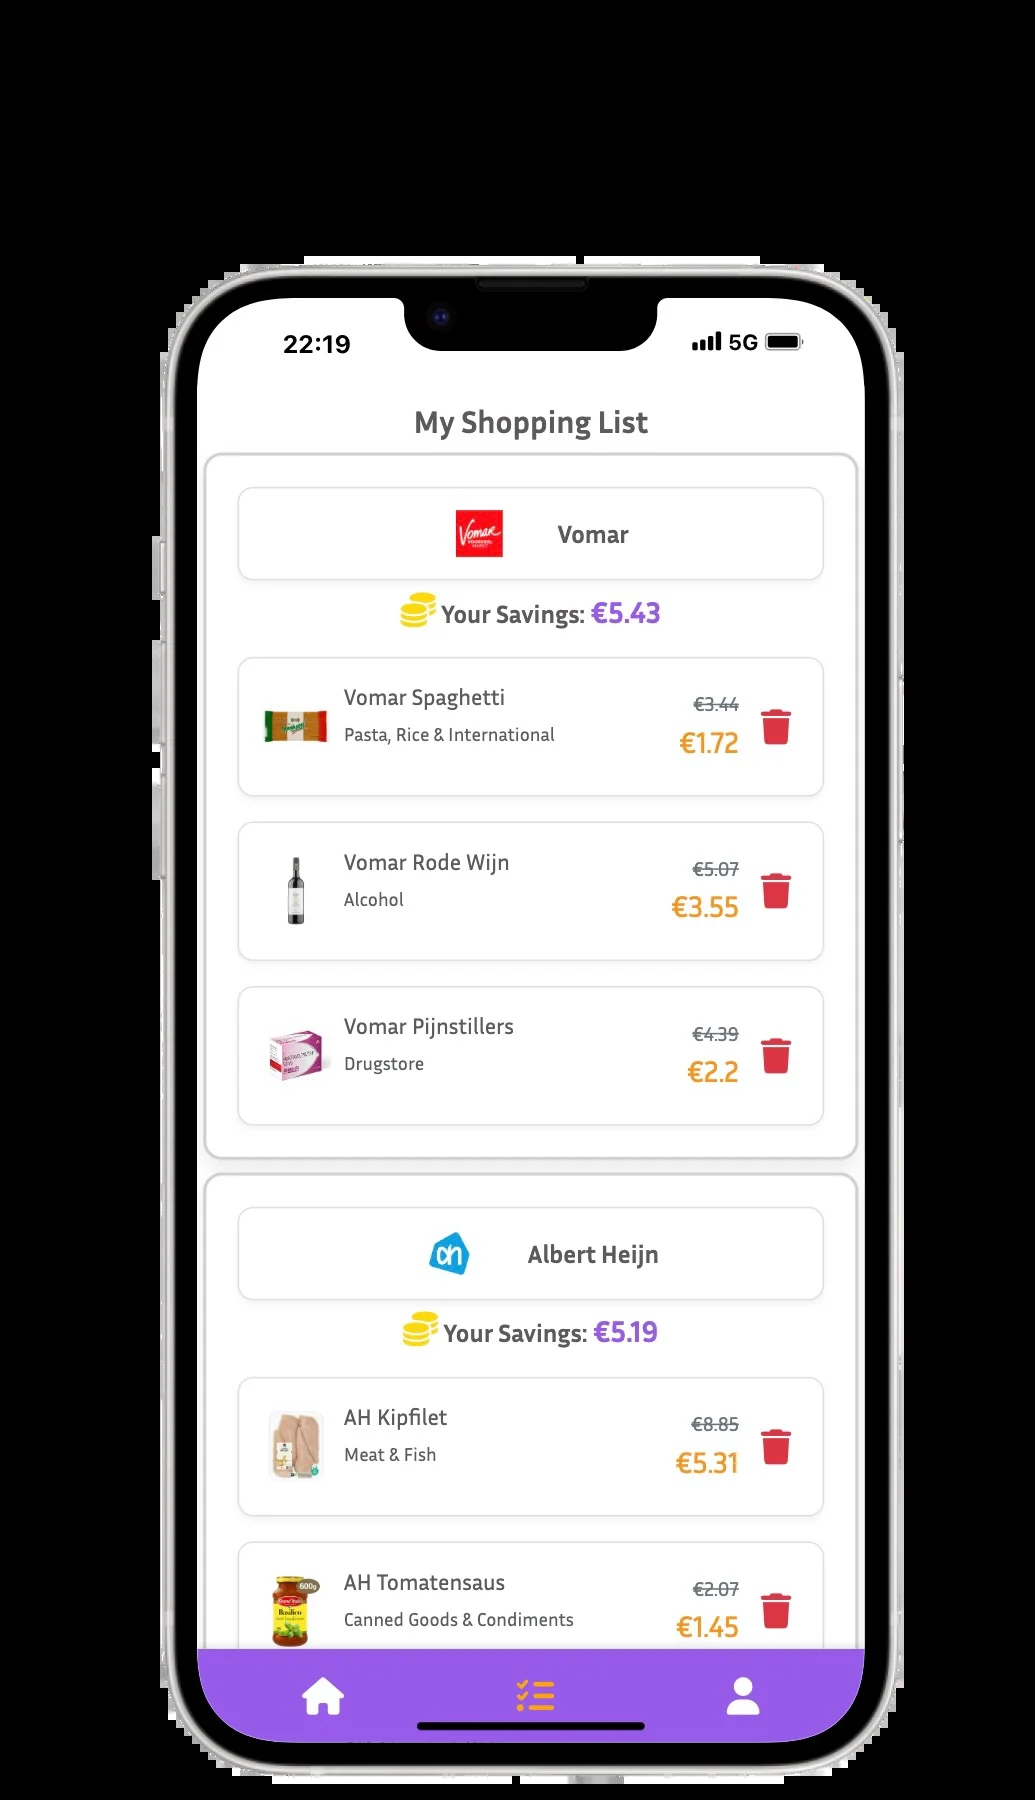 22:19
5G
My Shopping List
Vomar
Vomar
Your Savings: €5.43
Vomar Spaghetti
€3.44
Pasta, Rice & International
€1.72
Vomar Rode Wijn
€5.07
Alcohol
€3.55
Vomar Pijnstillers
€4.39
Drugstore
€2.2
ah
Albert Heijn
Your Savings: €5.19
AH Kipfilet
€8.85
Meat & Fish
€5.31
600g
AH Tomatensaus
€2.07
Basilico
Canned Goods & Condiments
€1.45